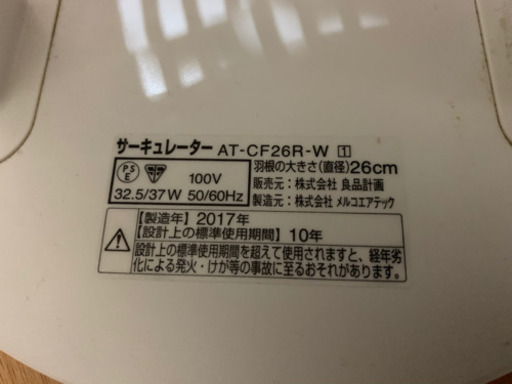 サーキュレーター AT-CF26R-W 1
PSE 100V
32.5/37W 50/60Hz
羽根の大きさ(直径)26cm
販売元:株式会社 良品計画
製造元:株式会社 メルコエアテック
【製造年】2017年
【設計上の標準使用期間】10年
設計上の標準使用期間を超えて使用されますと、経年劣
化による発火・けが等の事故に至るおそれがあります。